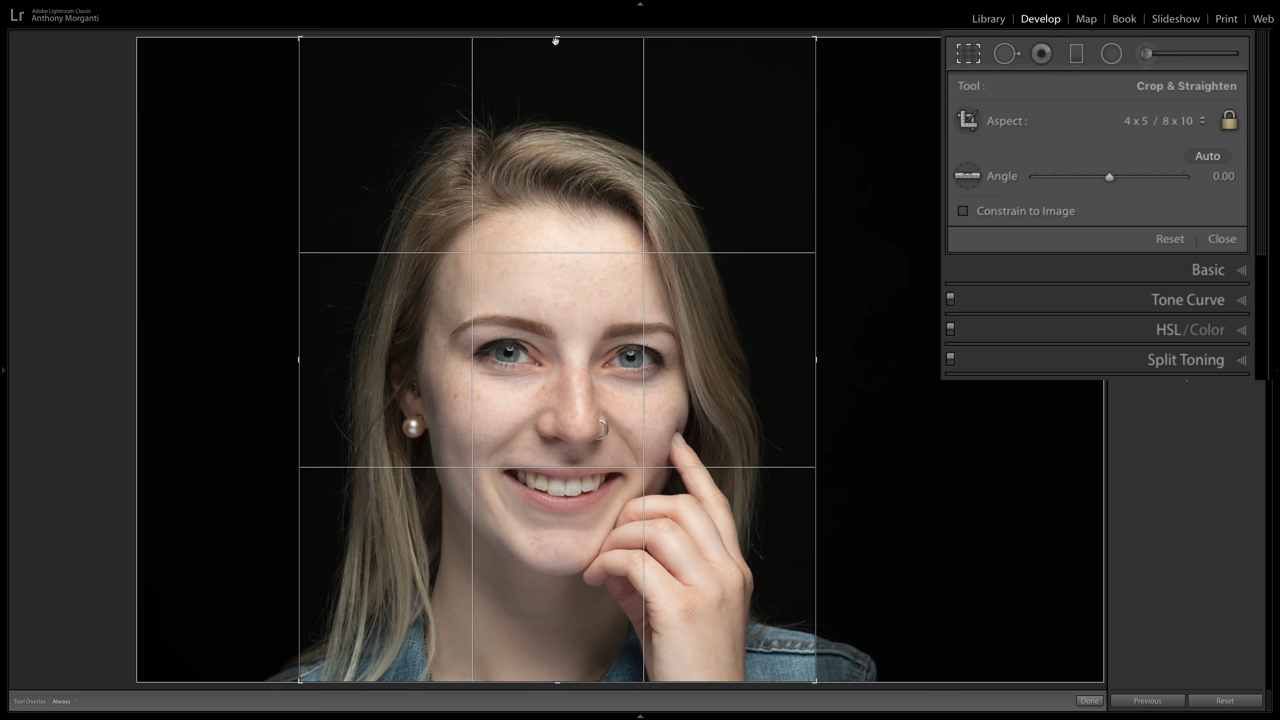 Lr
Adobe Lightroom Classic
Anthony Morganti
Library | Develop | Map | Book | Slideshow | Print | Web
Tool : Crop & Straighten
Aspect : 4 x 5 / 8 x 10
Auto
Angle 0.00
Constrain to Image
Reset Close
Basic
Tone Curve
HSL / Color
Split Toning
Tool Overlay: Always
Done
Previous
Reset